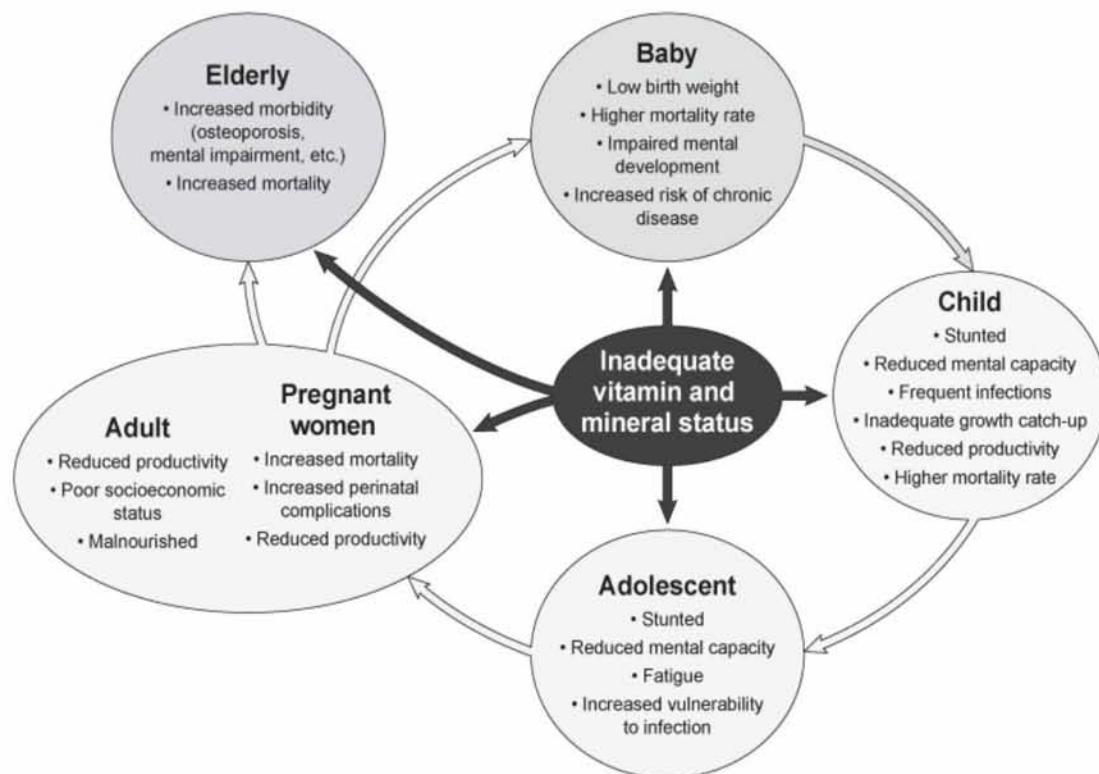 Elderly
• Increased morbidity
(osteoporosis,
mental impairment, etc.)
• Increased mortality
Baby
• Low birth weight
• Higher mortality rate
• Impaired mental
development
• Increased risk of chronic
disease
Child
• Stunted
• Reduced mental capacity
• Frequent infections
• Inadequate growth catch-up
• Reduced productivity
• Higher mortality rate
Inadequate
vitamin and
mineral status
Adult
• Reduced productivity
• Poor socioeconomic
status
• Malnourished
Pregnant
women
• Increased mortality
• Increased perinatal
complications
• Reduced productivity
Adolescent
• Stunted
• Reduced mental capacity
• Fatigue
• Increased vulnerability
to infection